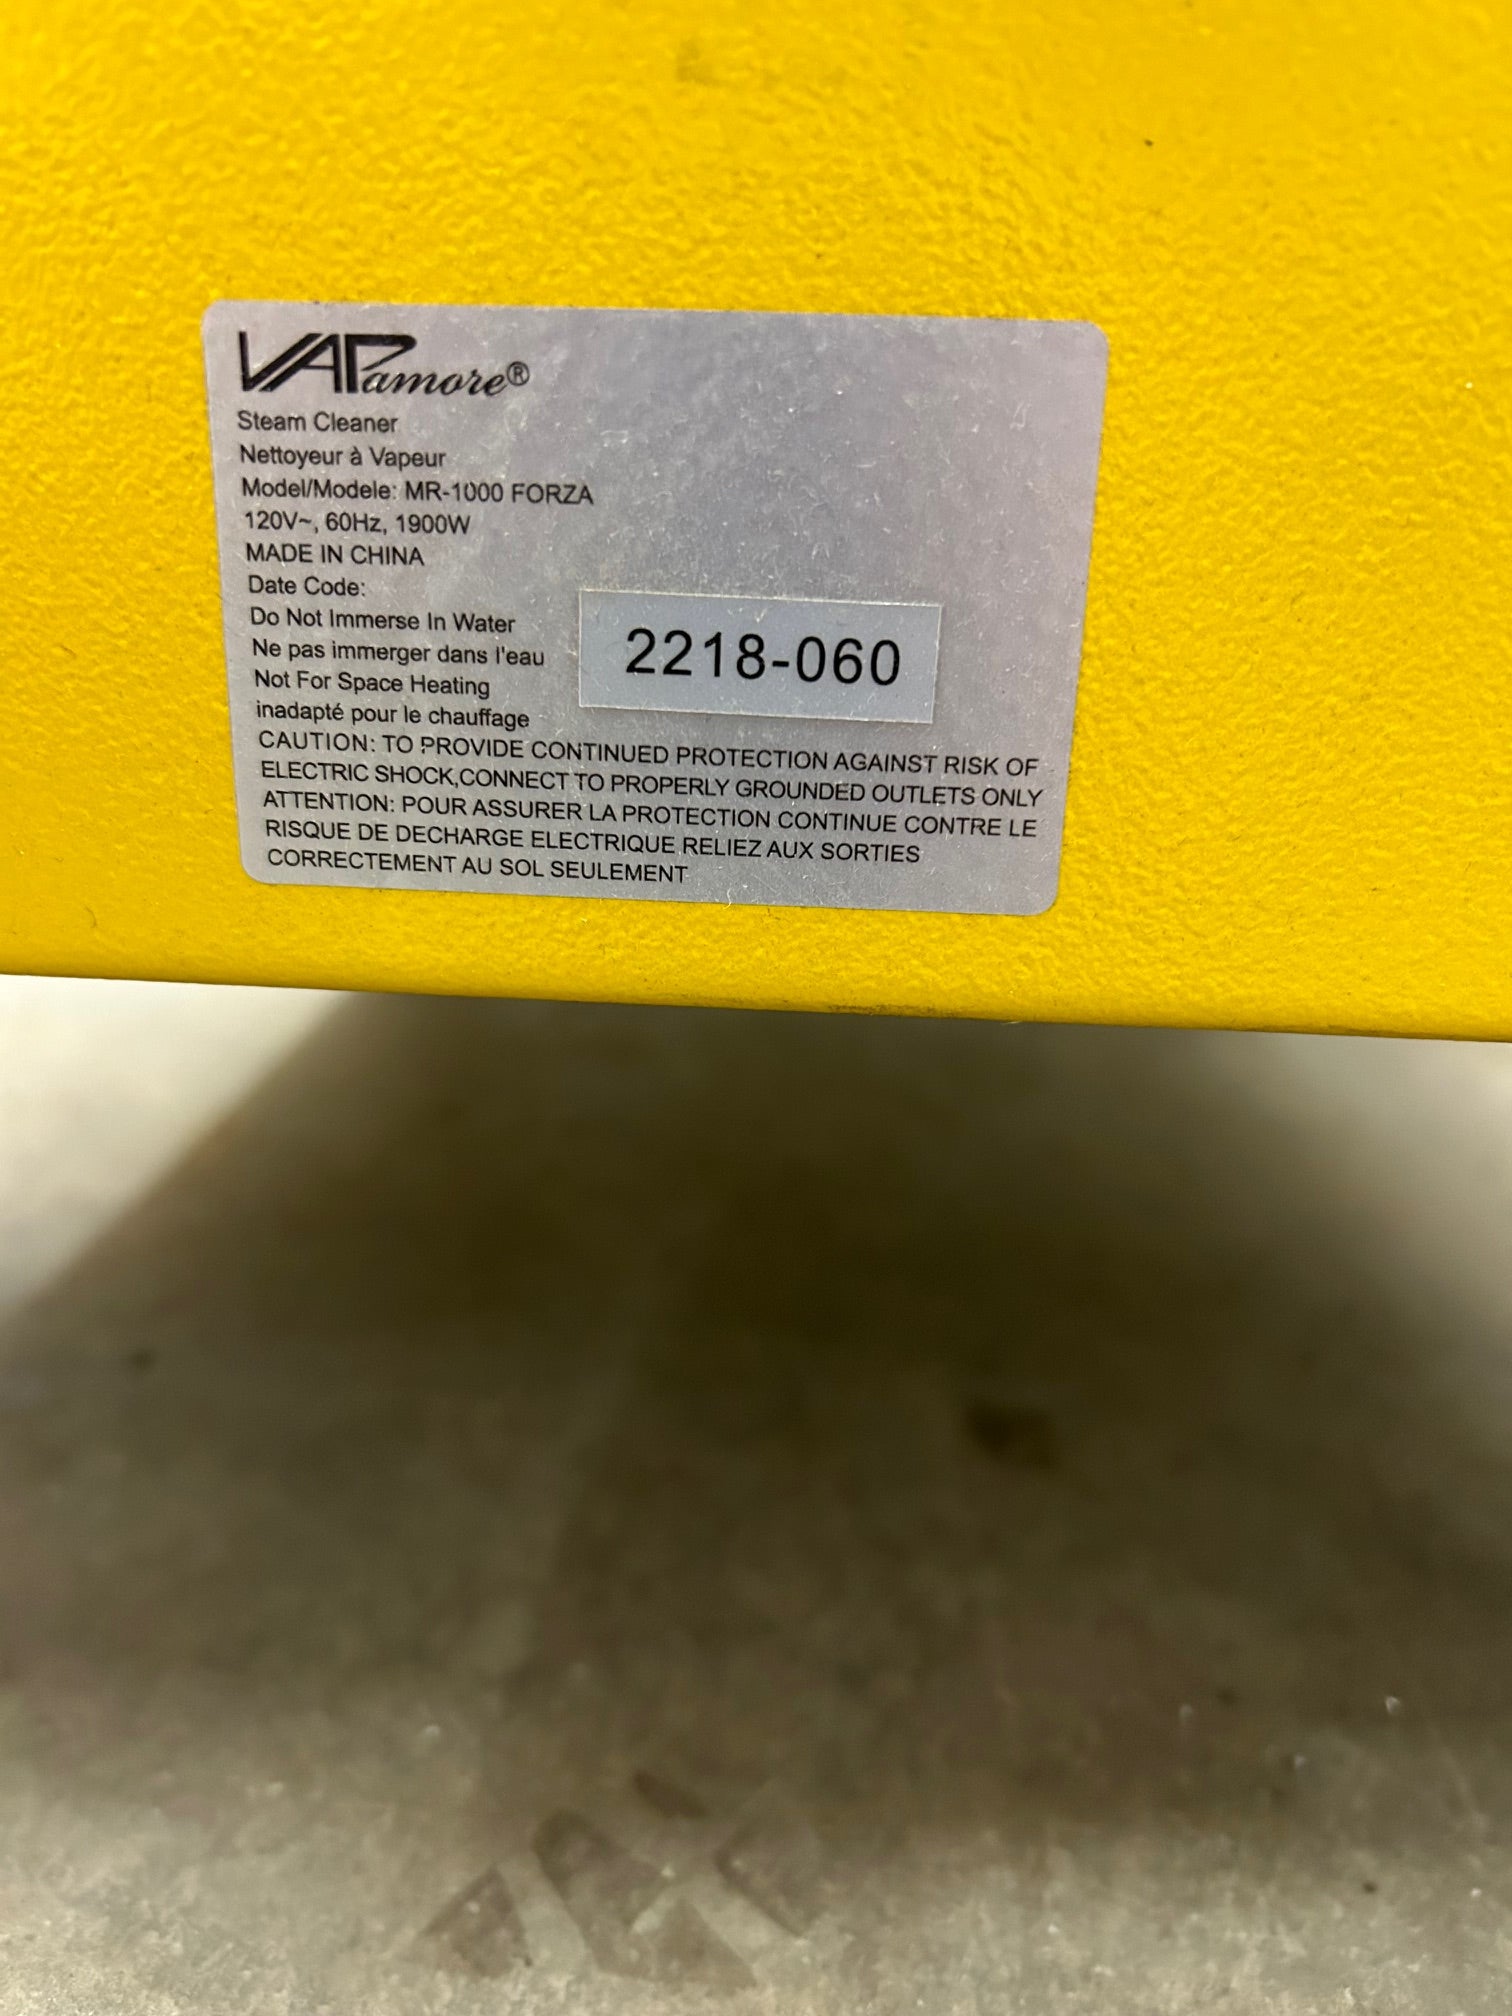 VAPamore®
Steam Cleaner
Nettoyeur à Vapeur
Model/Modele: MR-1000 FORZA
120V~, 60Hz, 1900W
MADE IN CHINA
Date Code:
Do Not Immerse In Water
Ne pas immerger dans l'eau
2218-060
Not For Space Heating
inadapté pour le chauffage
CAUTION: TO PROVIDE CONTINUED PROTECTION AGAINST RISK OF
ELECTRIC SHOCK,CONNECT TO PROPERLY GROUNDED OUTLETS ONLY
ATTENTION: POUR ASSURER LA PROTECTION CONTINUE CONTRE LE
RISQUE DE DECHARGE ELECTRIQUE RELIEZ AUX SORTIES
CORRECTEMENT AU SOL SEULEMENT